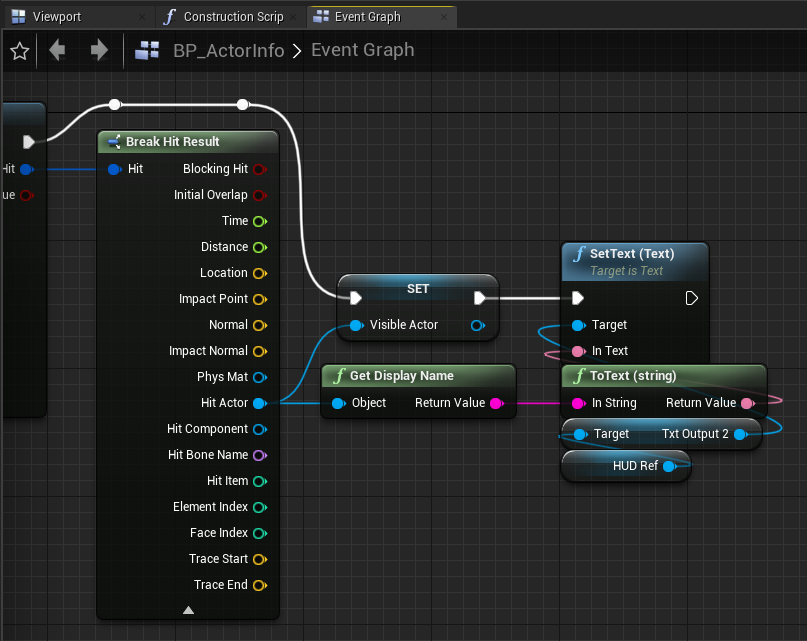 Viewport
Construction Scrip
Event Graph
BP_ActorInfo > Event Graph
Hit
ue
Break Hit Result
Hit
Blocking Hit
Initial Overlap
Time
Distance
Location
Impact Point
Normal
Impact Normal
Phys Mat
Hit Actor
Hit Component
Hit Bone Name
Hit Item
Element Index
Face Index
Trace Start
Trace End
SET
Visible Actor
Get Display Name
Object
Return Value
SetText (Text)
Target is Text
Target
In Text
ToText (string)
In String
Return Value
Target
Txt Output 2
HUD Ref